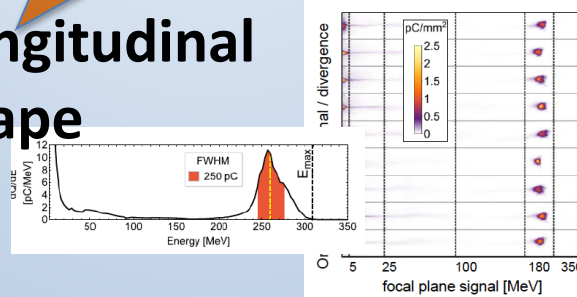 ngitudinal
ape
[pC/MeV]
12
10
8
6
4
2
0
FWHM
250 pC
Emax
50 100 150 200 250 300 350
Energy [MeV]
nal / divergence
Or
pC/mm²
2.5
2
1.5
1
0.5
0
5 25 100 180 350
focal plane signal [MeV]